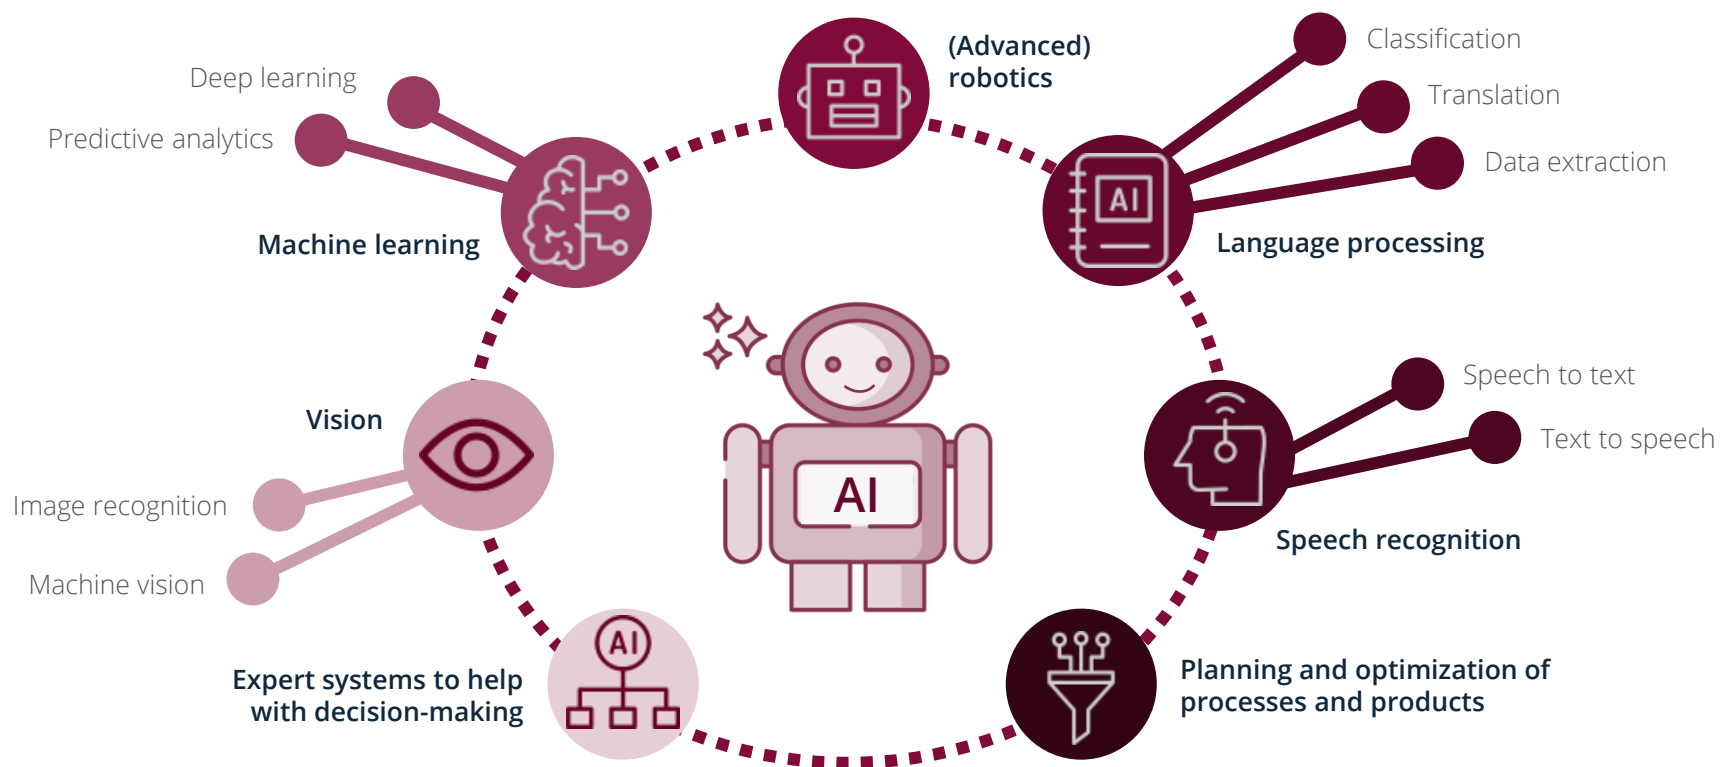 (Advanced)
robotics
Classification
Translation
Data extraction
AI
Language processing
Deep learning
Predictive analytics
Machine learning
Vision
Image recognition
Machine vision
AI
Speech to text
Text to speech
Speech recognition
AI
Expert systems to help
with decision-making
Planning and optimization of
processes and products